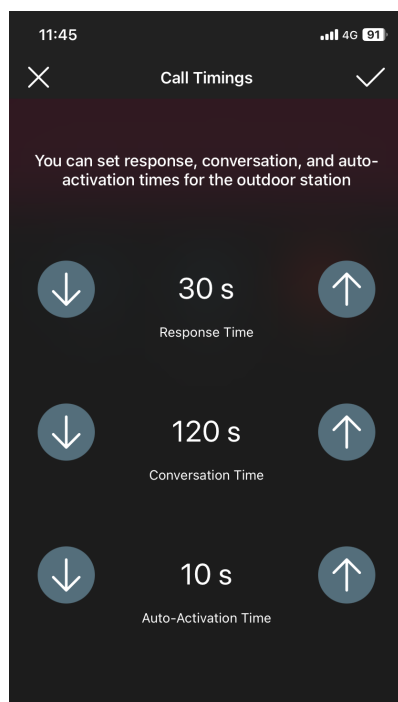 11:45 4G 91
Call Timings
You can set response, conversation, and auto-
activation times for the outdoor station
30 s
Response Time
120 s
Conversation Time
10 s
Auto-Activation Time